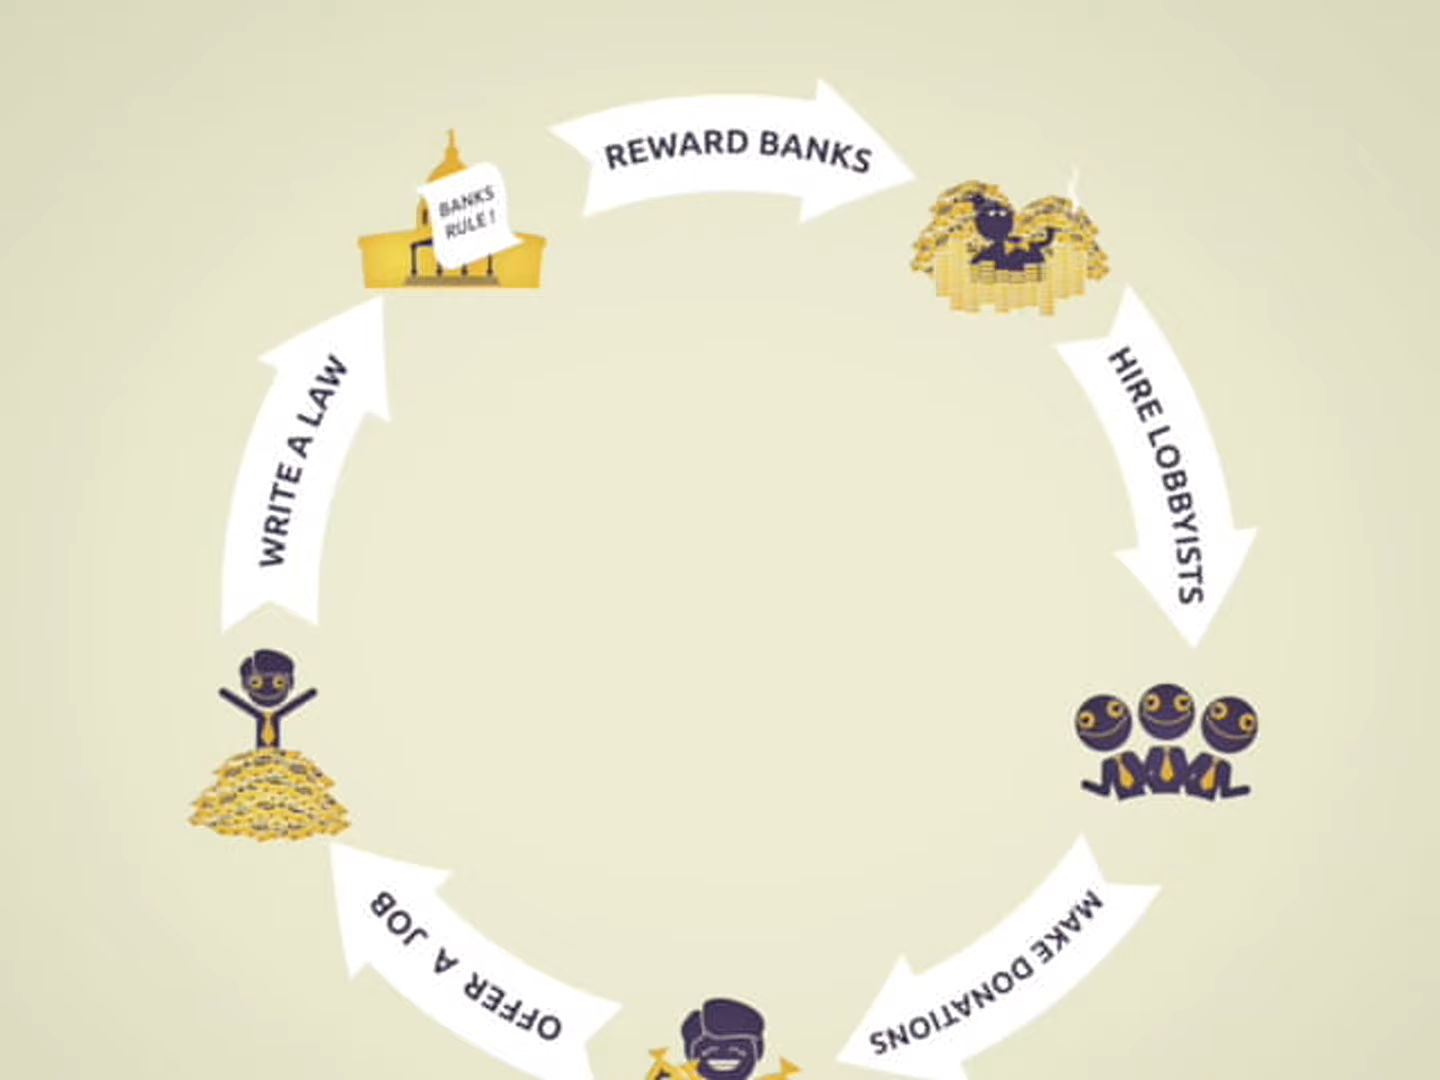 REWARD BANKS
BANKS
RULE!
HIRE LOBBYISTS
WRITE A LAW
MAKE DONATIONS
OFFER A JOB